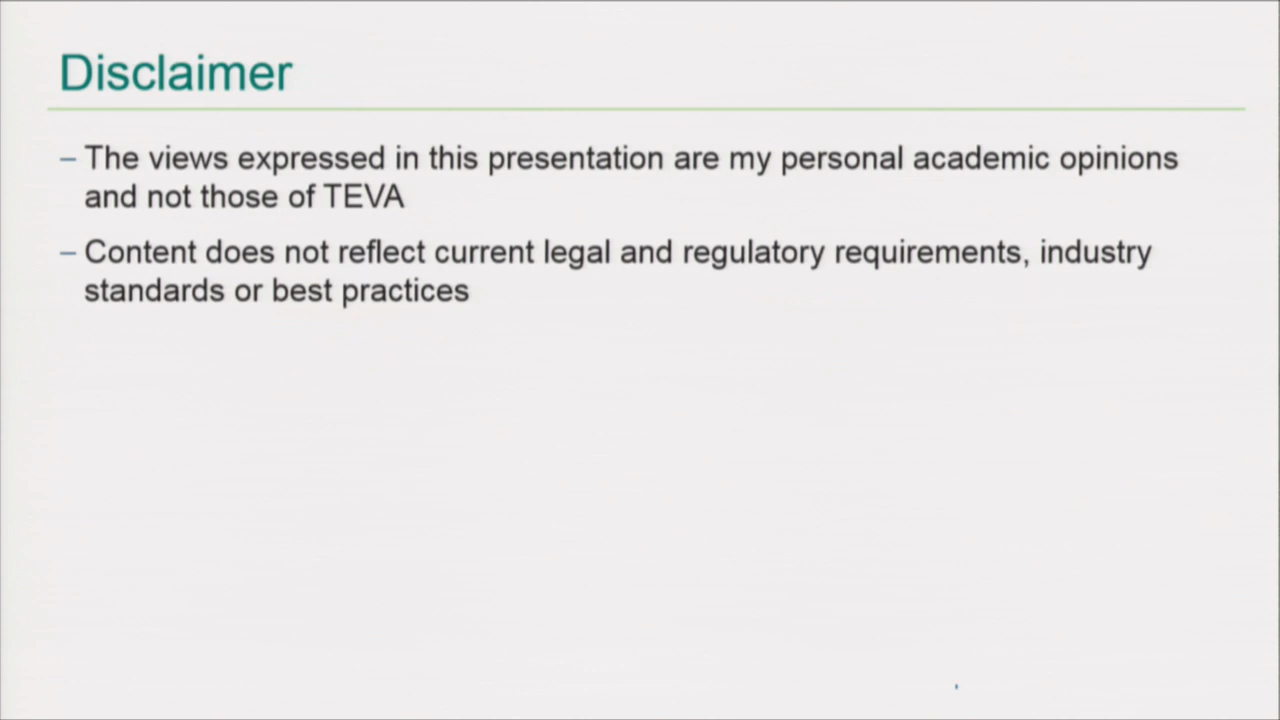 Disclaimer
– The views expressed in this presentation are my personal academic opinions
and not those of TEVA
– Content does not reflect current legal and regulatory requirements, industry
standards or best practices